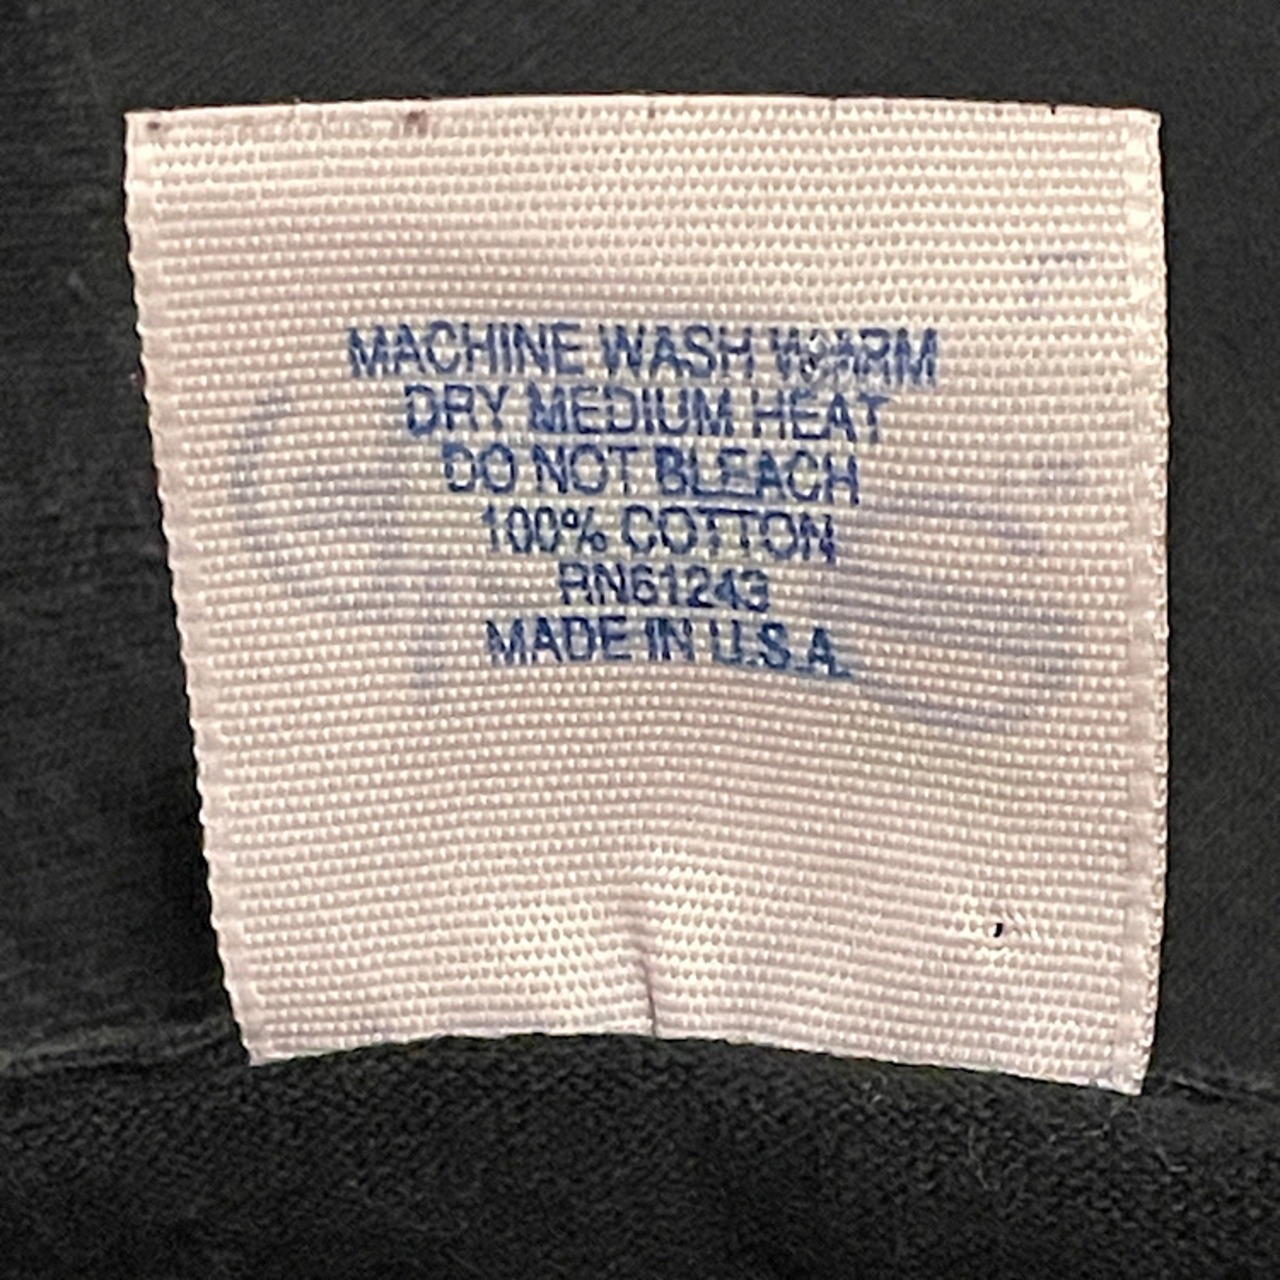 MACHINE WASH WARM
DRY MEDIUM HEAT
DO NOT BLEACH
100% COTTON
RN61243
MADE IN U.S.A.